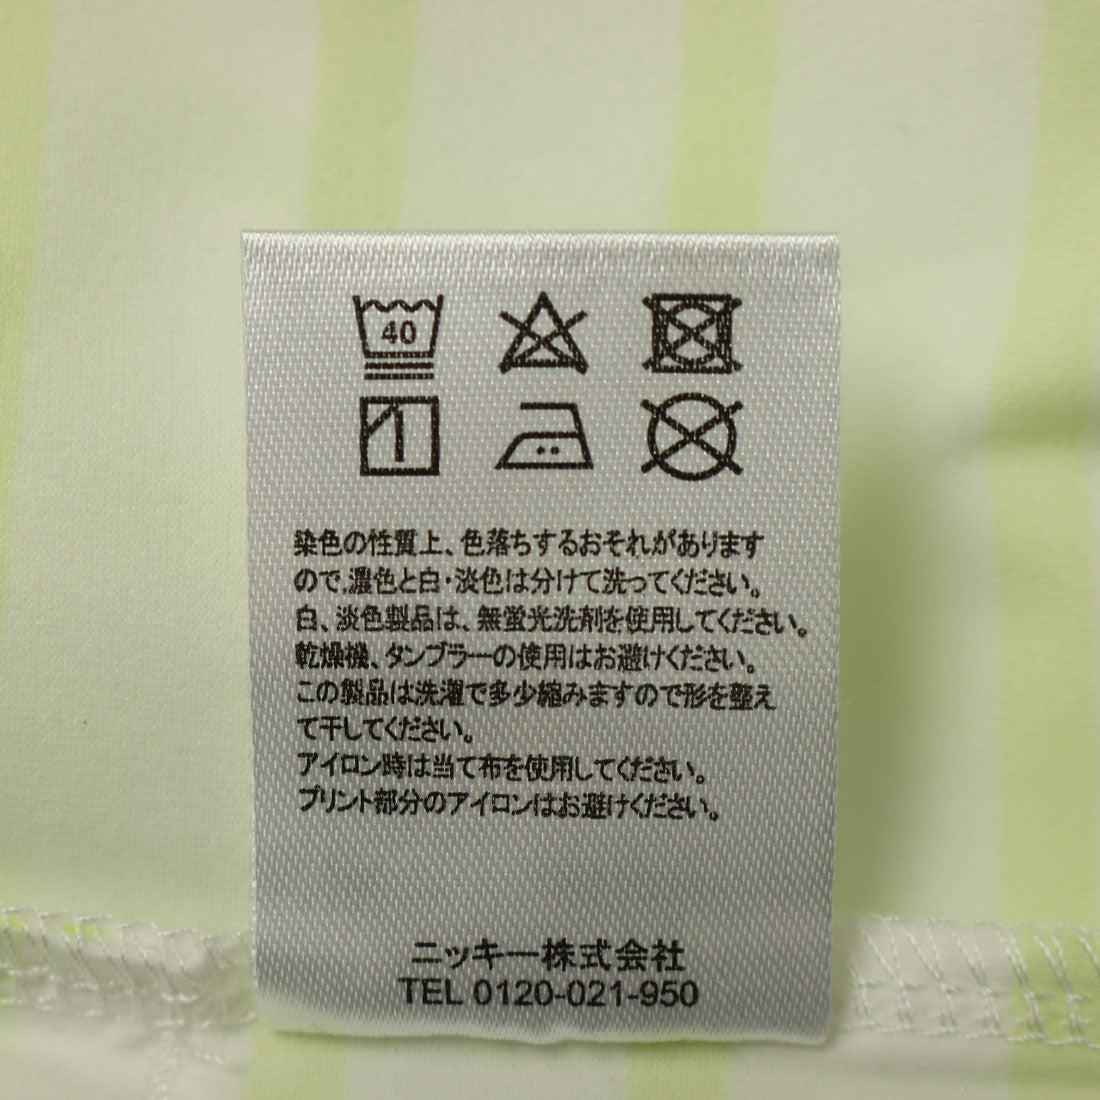 40
染色の性質上、色落ちするおそれがあります
ので,濃色と白・淡色は分けて洗ってください。
白、淡色製品は、無蛍光洗剤を使用してください。
乾燥機、タンブラーの使用はお避けください。
この製品は洗濯で多少縮みますので形を整え
て干してください。
アイロン時は当て布を使用してください。
プリント部分のアイロンはお避けください。
ニッキー株式会社
TEL 0120-021-950